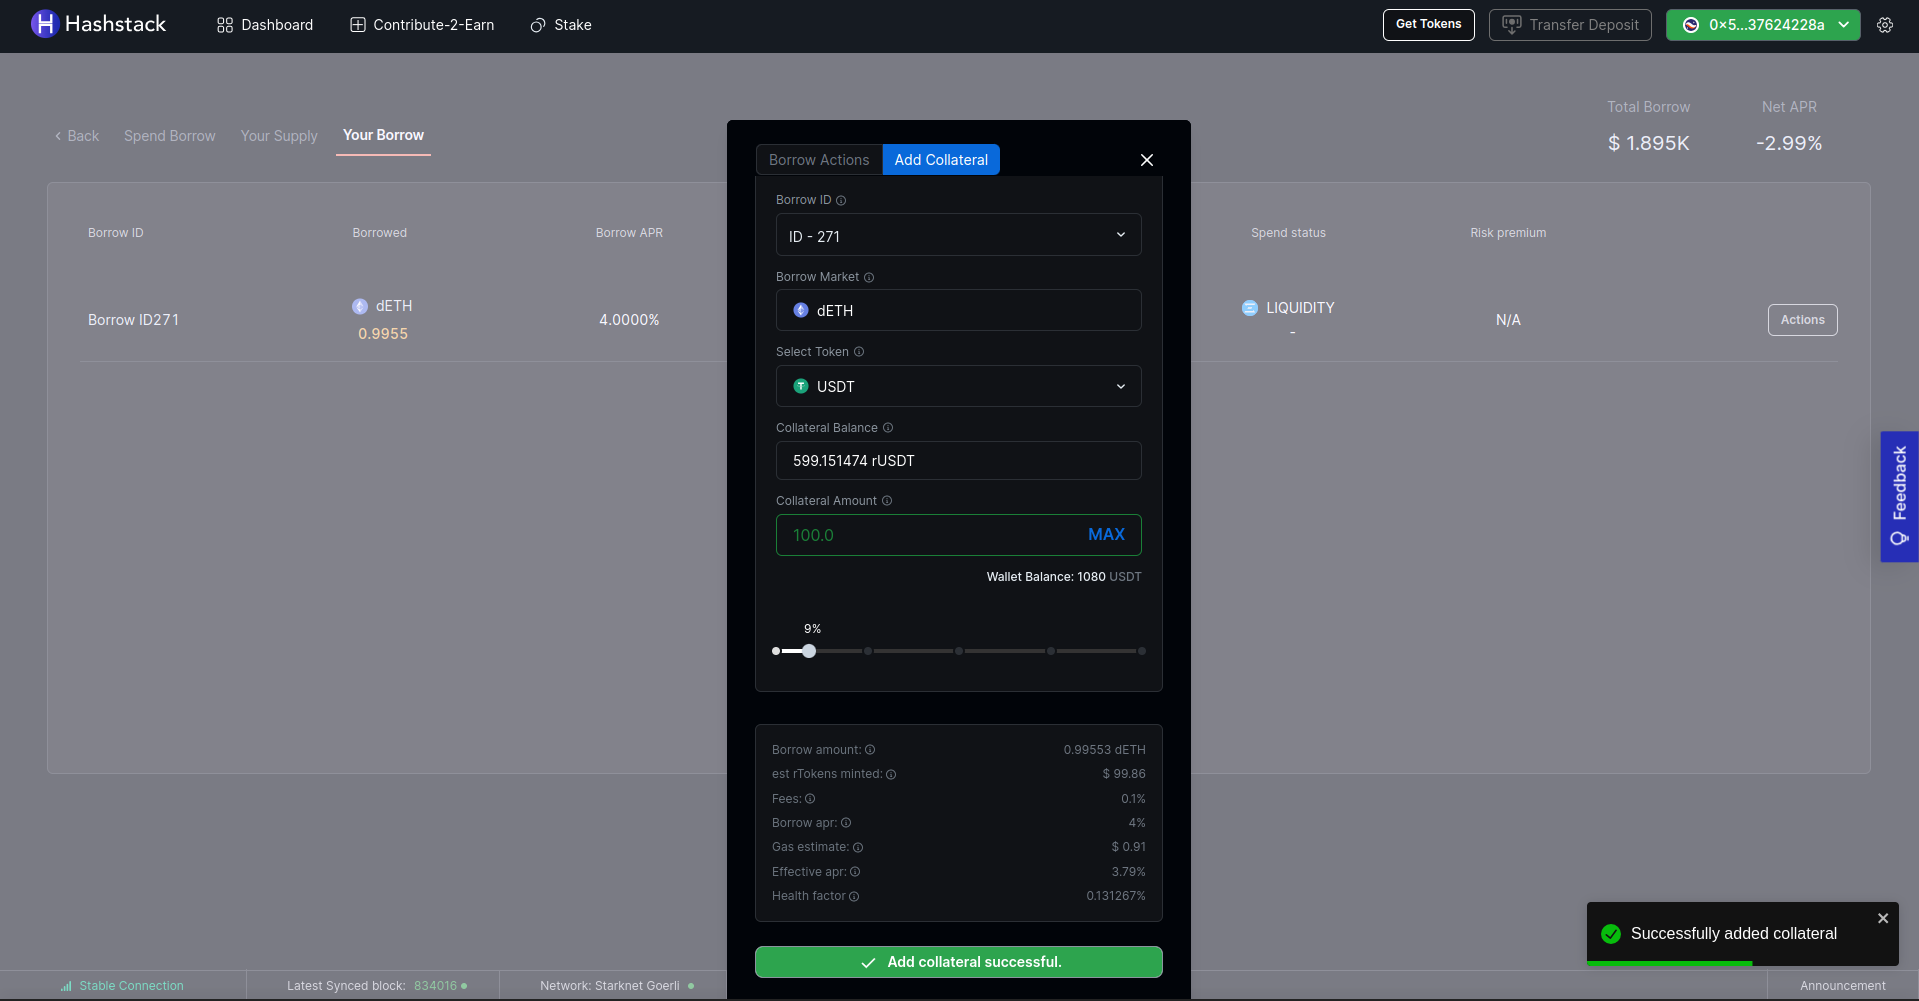 Hashstack
Dashboard
Contribute-2-Earn
Stake
Get Tokens
Transfer Deposit
0x5...37624228a
Total Borrow
Net APR
$ 1.895K
-2.99%
Back
Spend Borrow
Your Supply
Your Borrow
Borrow ID
Borrowed
Borrow APR
Spend status
Risk premium
Borrow ID271
dETH
0.9955
4.0000%
LIQUIDITY
-
N/A
Actions
Borrow Actions
Add Collateral
Borrow ID
ID - 271
Borrow Market
dETH
Select Token
USDT
Collateral Balance
599.151474 rUSDT
Collateral Amount
100.0
MAX
Wallet Balance: 1080 USDT
9%
Borrow amount: 0.99553 dETH
est rTokens minted: $ 99.86
Fees: 0.1%
Borrow apr: 4%
Gas estimate: $ 0.91
Effective apr: 3.79%
Health factor 0.131267%
Add collateral successful.
Feedback
Successfully added collateral
Stable Connection
Latest Synced block: 834016
Network: Starknet Goerli
Announcement